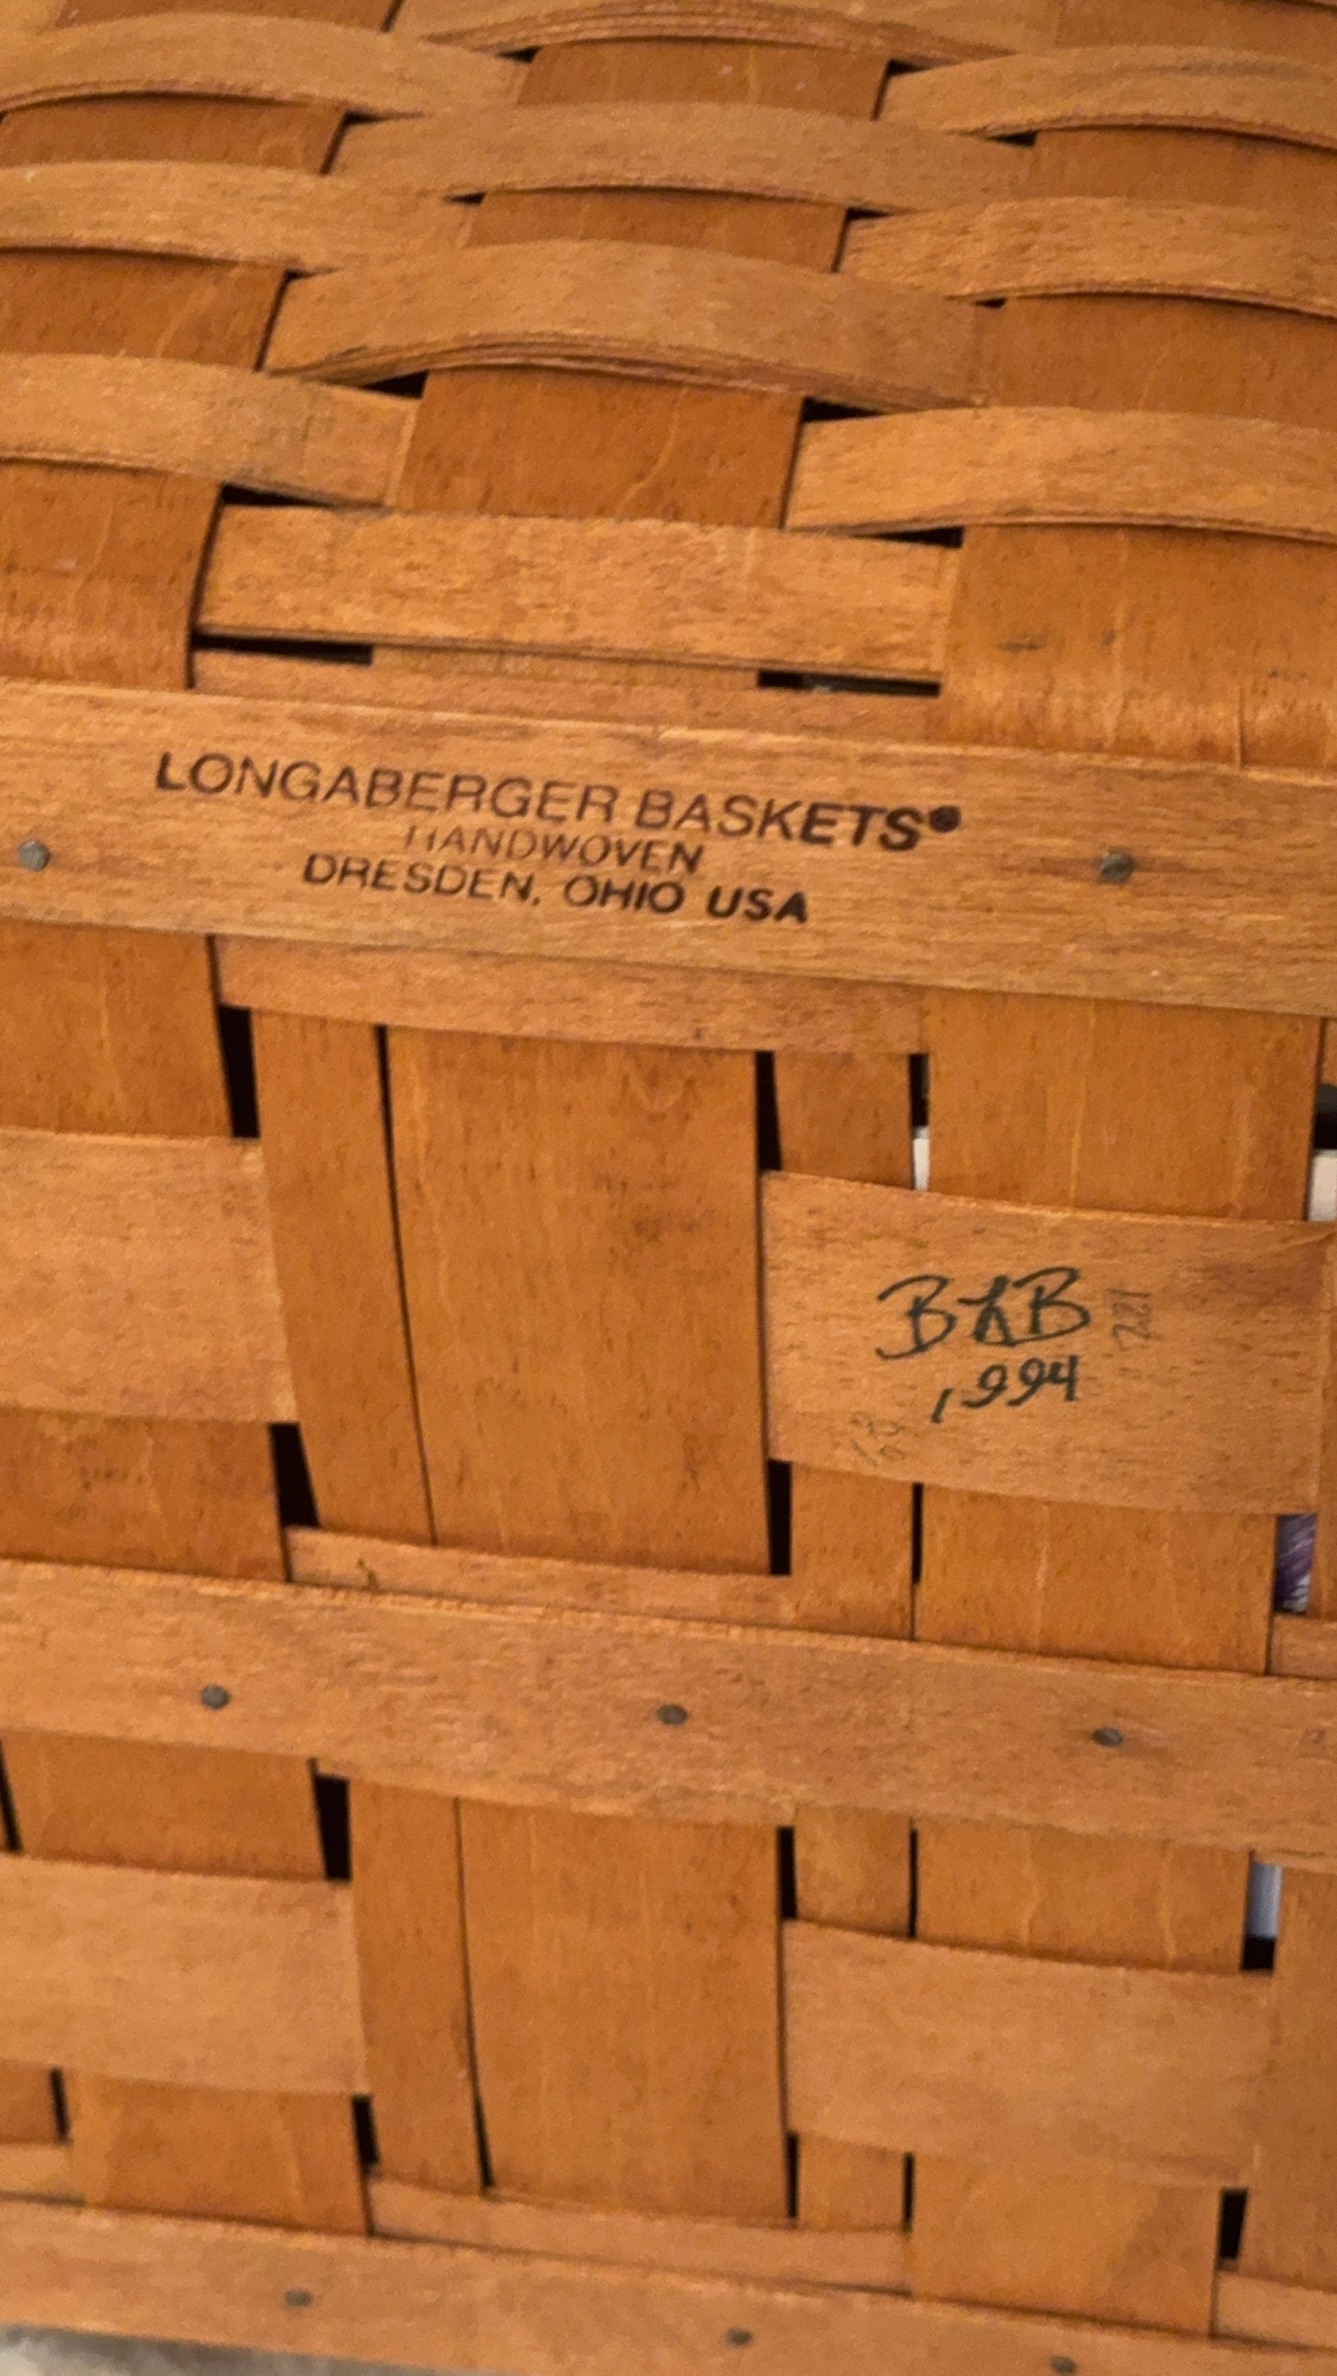 LONGABERGER BASKETS®
HANDWOVEN
DRESDEN, OHIO USA
BLB
1994